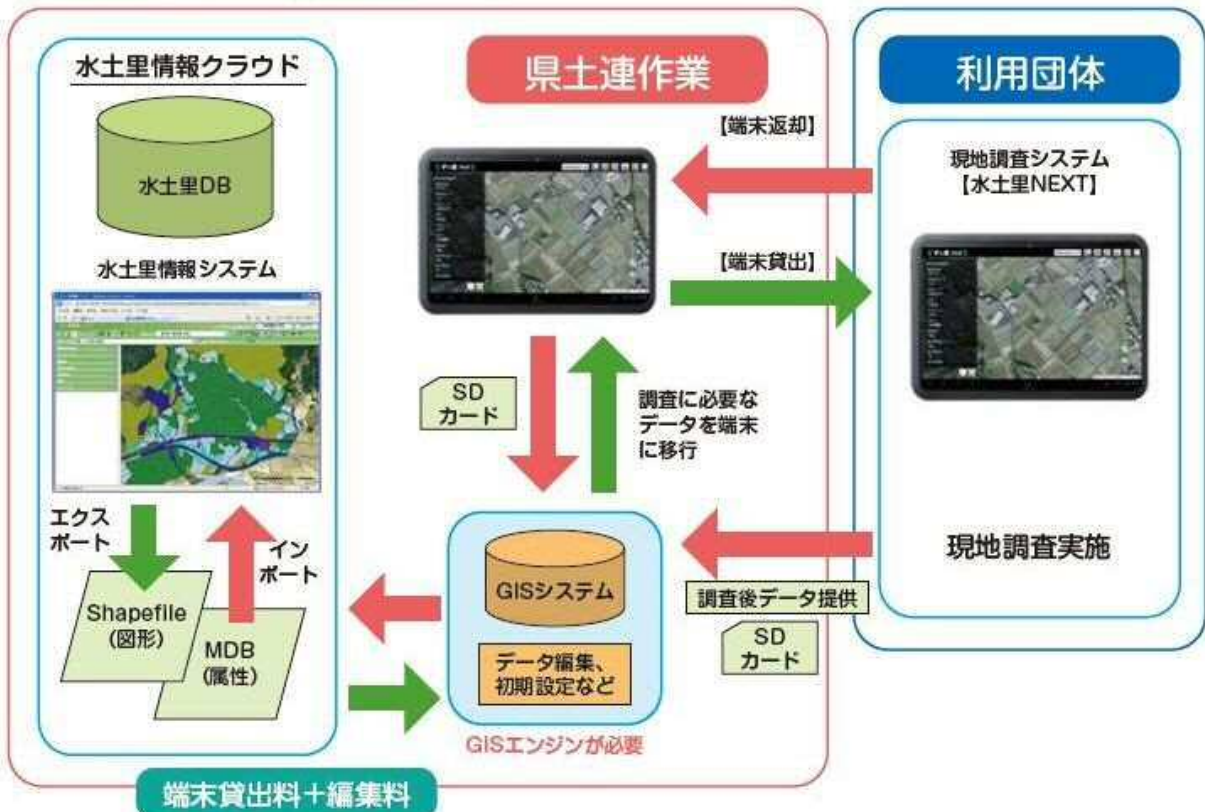 水土里情報クラウド
水土里DB
水土里情報システム
エクス
ポート
イン
ポート
Shapefile
(図形)
MDB
(属性)
県土連作業
【端末返却】
【端末貸出】
SD
カード
調査に必要な
データを端末
に移行
GISシステム
データ編集、
初期設定など
GISエンジンが必要
調査後データ提供
SD
カード
利用団体
現地調査システム
【水土里NEXT】
現地調査実施
端末貸出料＋編集料